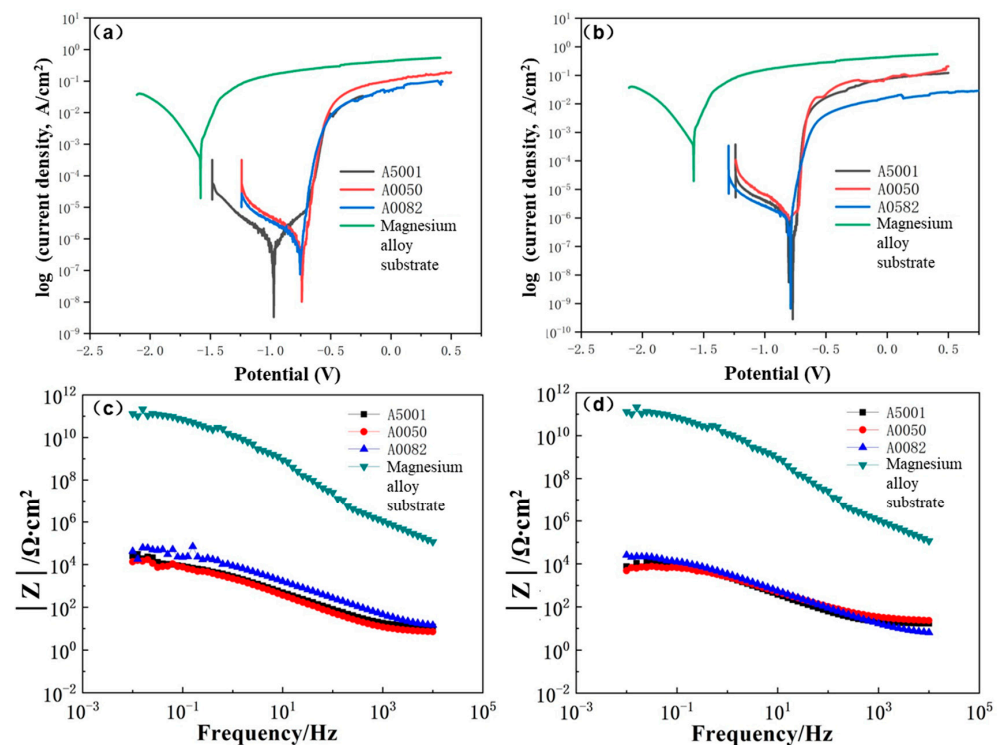 (a)
log (current density, A/cm²)
10¹
10⁰
10⁻¹
10⁻²
10⁻³
10⁻⁴
10⁻⁵
10⁻⁶
10⁻⁷
10⁻⁸
10⁻⁹
A5001
A0050
A0082
Magnesium
alloy
substrate
-2.5 -2.0 -1.5 -1.0 -0.5 0.0 0.5
Potential (V)
(b)
log (current density, A/cm²)
10¹
10⁰
10⁻¹
10⁻²
10⁻³
10⁻⁴
10⁻⁵
10⁻⁶
10⁻⁷
10⁻⁸
10⁻⁹
10⁻¹⁰
A5001
A0050
A0582
Magnesium
alloy
substrate
-2.5 -2.0 -1.5 -1.0 -0.5 0.0 0.5
Potential (V)
(c)
|Z|/Ω·cm²
10¹²
10¹⁰
10⁸
10⁶
10⁴
10²
10⁰
10⁻²
A5001
A0050
A0082
Magnesium
alloy
substrate
10⁻³ 10⁻¹ 10¹ 10³ 10⁵
Frequency/Hz
(d)
|Z|/Ω·cm²
10¹²
10¹⁰
10⁸
10⁶
10⁴
10²
10⁰
10⁻²
A5001
A0050
A0082
Magnesium
alloy
substrate
10⁻³ 10⁻¹ 10¹ 10³ 10⁵
Frequency/Hz